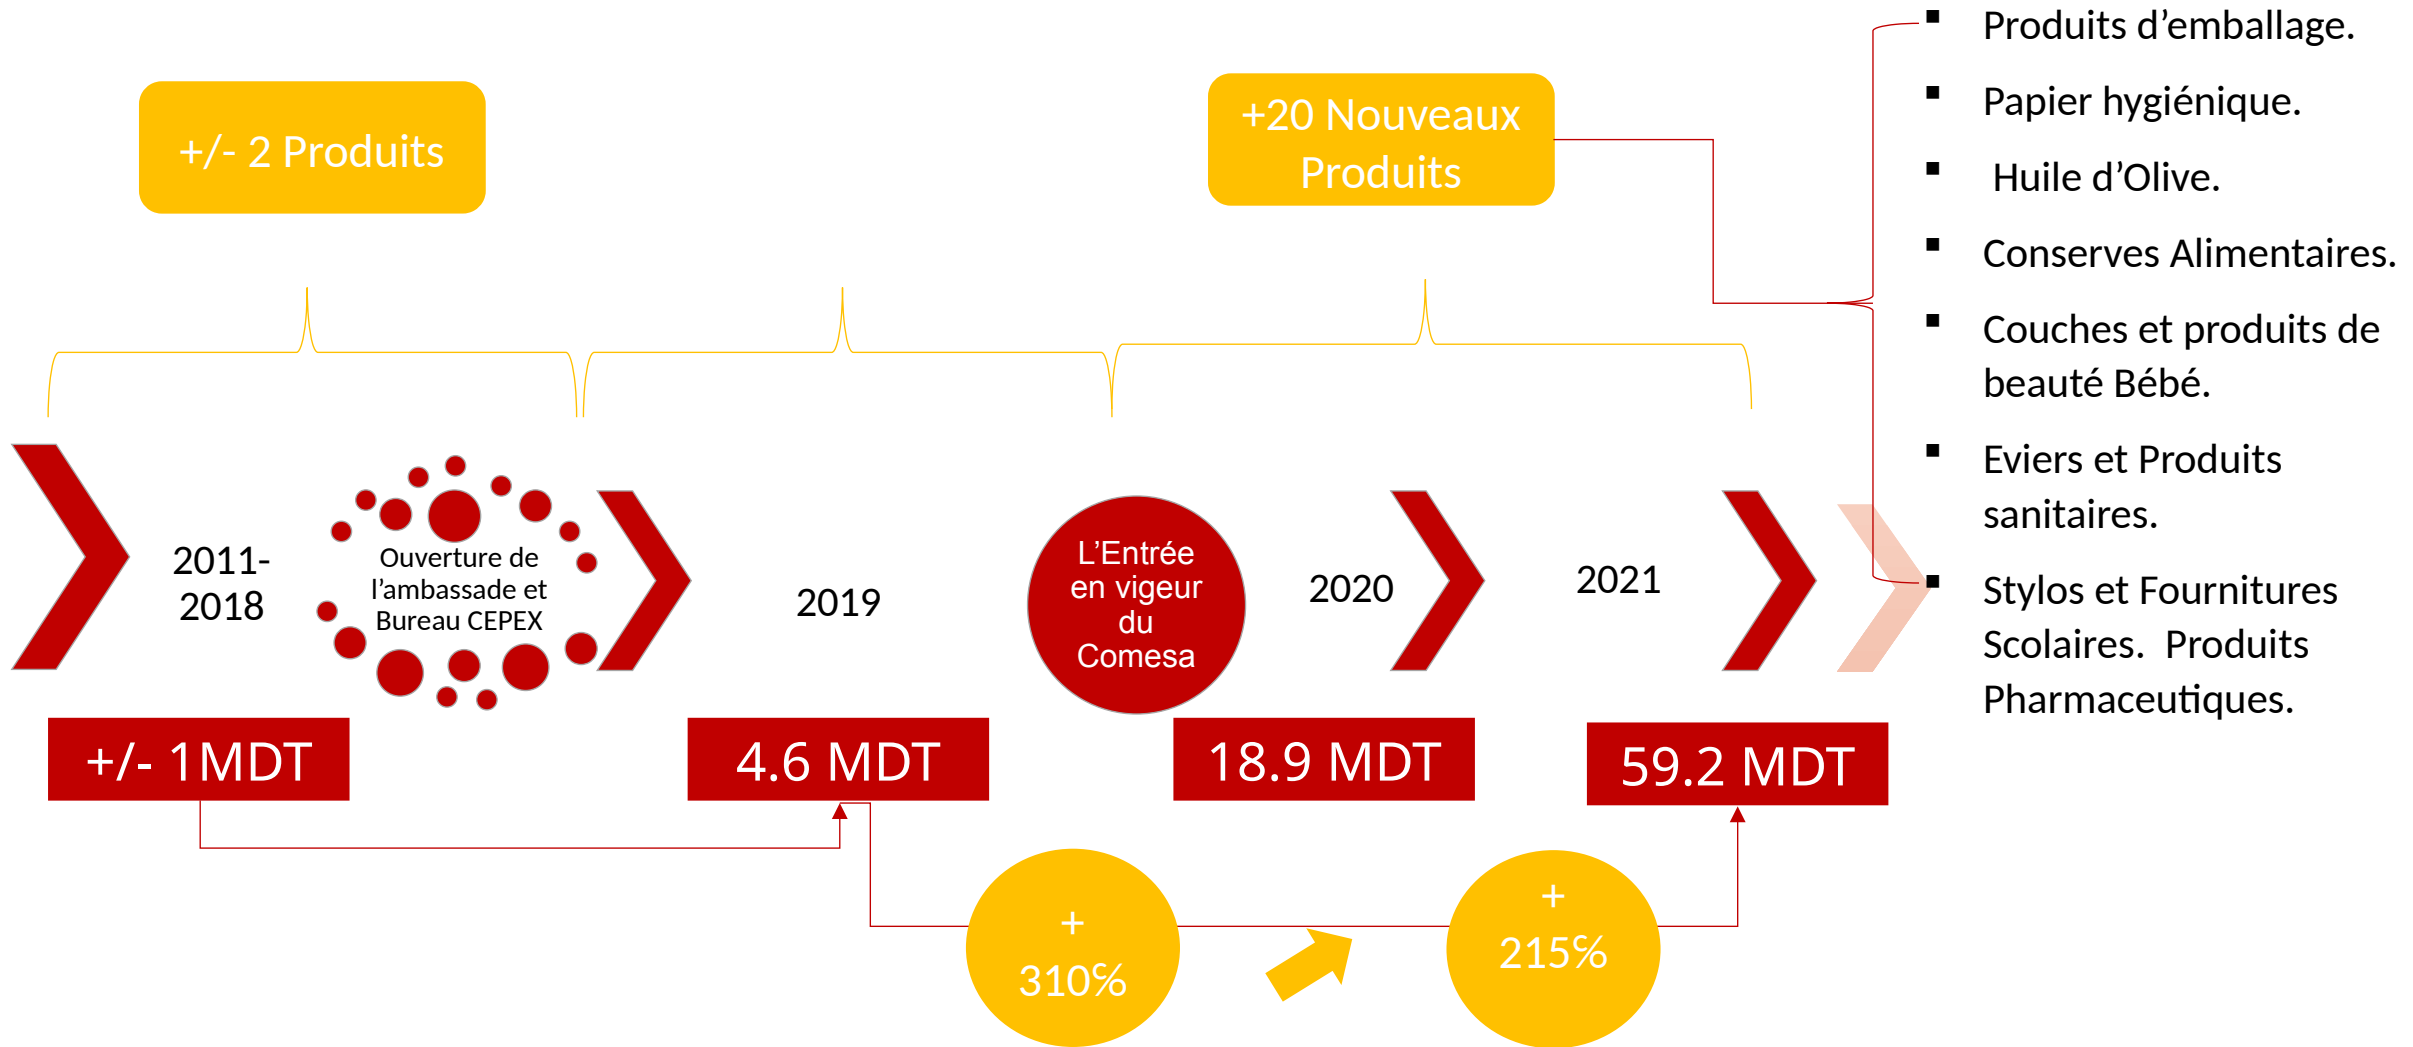 +/- 2 Produits
+20 Nouveaux
Produits
2011-
2018
Ouverture de
l’ambassade et
Bureau CEPEX
2019
L’Entrée
en vigeur
du
Comesa
2020
2021
+/- 1MDT
4.6 MDT
18.9 MDT
59.2 MDT
+
310%
+
215%
▪ Produits d’emballage.
▪ Papier hygiénique.
▪ Huile d’Olive.
▪ Conserves Alimentaires.
▪ Couches et produits de
beauté Bébé.
▪ Eviers et Produits
sanitaires.
▪ Stylos et Fournitures
Scolaires.  Produits
Pharmaceutiques.